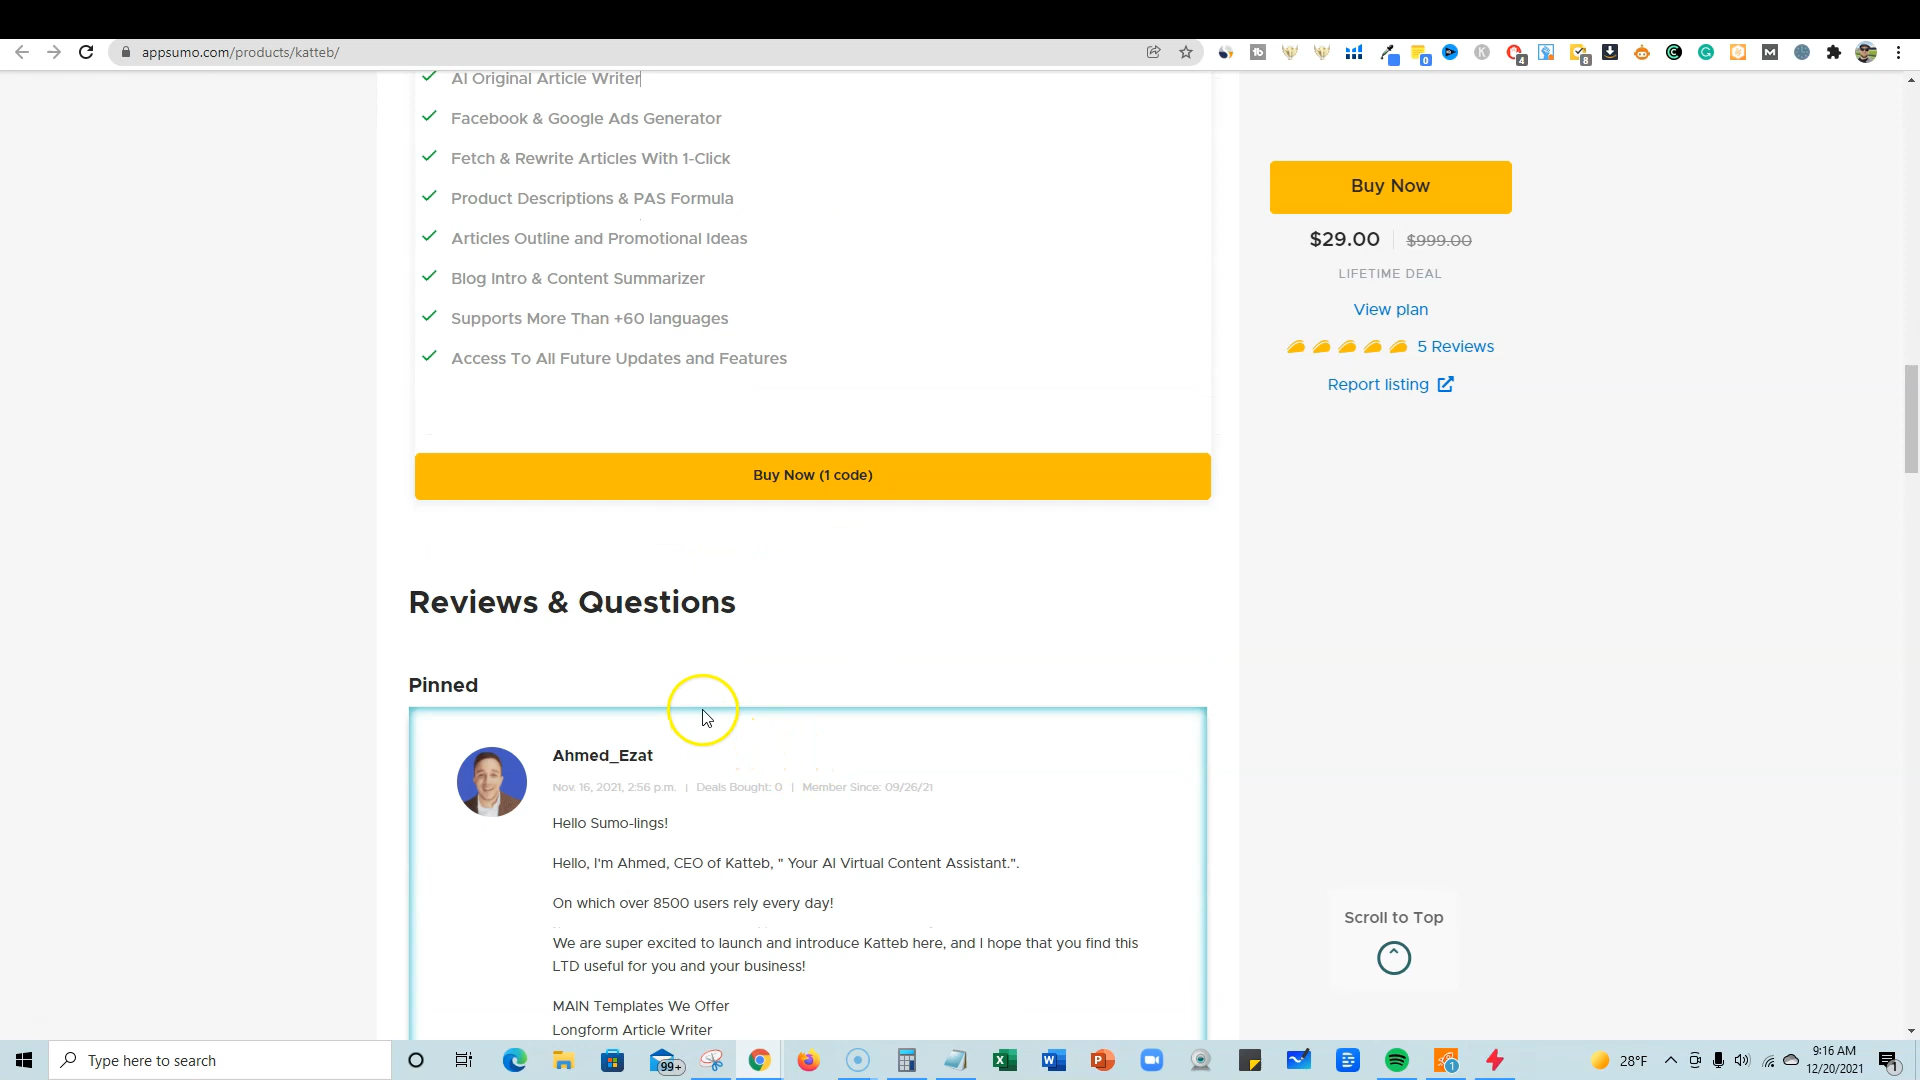 appsumo.com/products/katteb/
AI Original Article Writer
Facebook & Google Ads Generator
Fetch & Rewrite Articles With 1-Click
Product Descriptions & PAS Formula
Articles Outline and Promotional Ideas
Blog Intro & Content Summarizer
Supports More Than +60 languages
Access To All Future Updates and Features
Buy Now (1 code)
Buy Now
$29.00 $999.00
LIFETIME DEAL
View plan
5 Reviews
Report listing
Reviews & Questions
Pinned
Ahmed_Ezat
Nov. 16, 2021, 2:56 p.m. | Deals Bought: 0 | Member Since: 09/26/21
Hello Sumo-lings!
Hello, I'm Ahmed, CEO of Katteb, " Your AI Virtual Content Assistant.".
On which over 8500 users rely every day!
We are super excited to launch and introduce Katteb here, and I hope that you find this
LTD useful for you and your business!
MAIN Templates We Offer
Longform Article Writer
Scroll to Top
Type here to search
99+
28°F
9:16 AM
12/20/2021